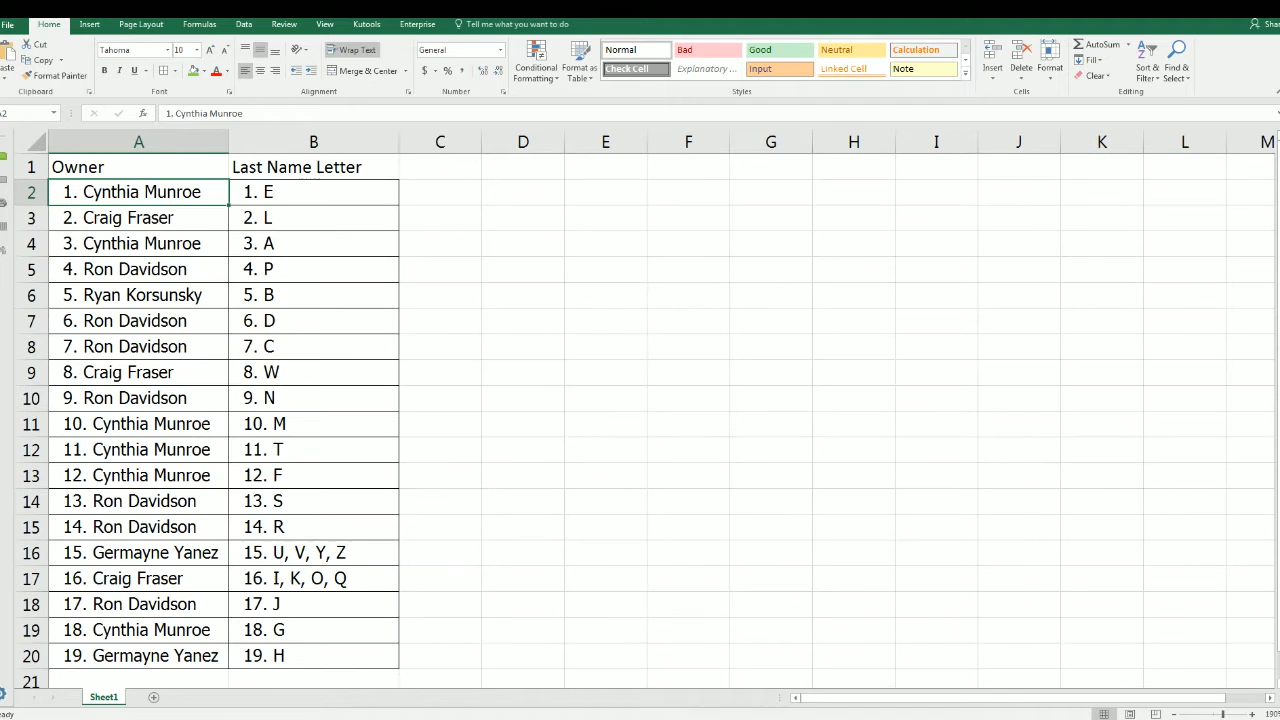 File Home Insert Page Layout Formulas Data Review View Kutools Enterprise Tell me what you want to do
Cut
Copy
Format Painter
Clipboard
Tahoma 10
B I U
Font
Wrap Text
Merge & Center
Alignment
General
$ % ,
Number
Conditional Formatting
Format as Table
Normal Bad Good Neutral Calculation
Check Cell Explanatory ... Input Linked Cell Note
Styles
Insert Delete Format
Cells
AutoSum
Fill
Clear
Sort & Filter
Find & Select
Editing
1. Cynthia Munroe
A B C D E F G H I J K L M
1 Owner Last Name Letter
2 1. Cynthia Munroe 1. E
3 2. Craig Fraser 2. L
4 3. Cynthia Munroe 3. A
5 4. Ron Davidson 4. P
6 5. Ryan Korsunsky 5. B
7 6. Ron Davidson 6. D
8 7. Ron Davidson 7. C
9 8. Craig Fraser 8. W
10 9. Ron Davidson 9. N
11 10. Cynthia Munroe 10. M
12 11. Cynthia Munroe 11. T
13 12. Cynthia Munroe 12. F
14 13. Ron Davidson 13. S
15 14. Ron Davidson 14. R
16 15. Germayne Yanez 15. U, V, Y, Z
17 16. Craig Fraser 16. I, K, O, Q
18 17. Ron Davidson 17. J
19 18. Cynthia Munroe 18. G
20 19. Germayne Yanez 19. H
21
Sheet1